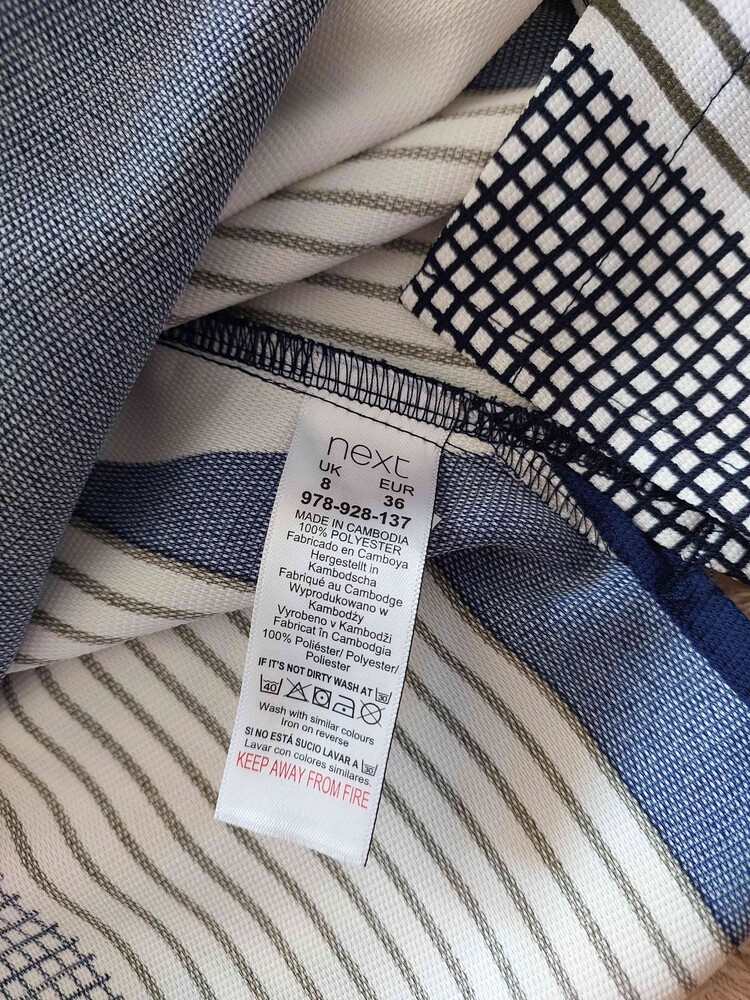 next
UK EUR
8 36
978-928-137
MADE IN CAMBODIA
100% POLYESTER
Fabricado en Camboya
Hergestellt in
Kambodscha
Fabriqué au Cambodge
Wyprodukowano w
Kambodży
Vyrobeno v Kambodži
Fabricat în Cambodgia
100% Poliéster/ Polyester/
Poliester
IF IT'S NOT DIRTY WASH AT 30
40
Wash with similar colours
Iron on reverse
SI NO ESTÁ SUCIO LAVAR A 30
Lavar con colores similares.
KEEP AWAY FROM FIRE